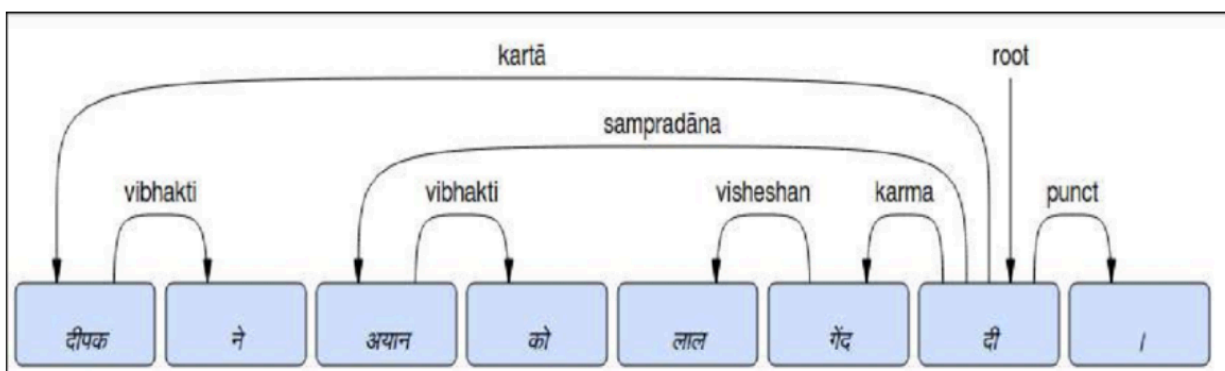 kartā root
sampradāna
vibhakti vibhakti visheshan karma punct
दीपक ने अयान को लाल गेंद दी ।